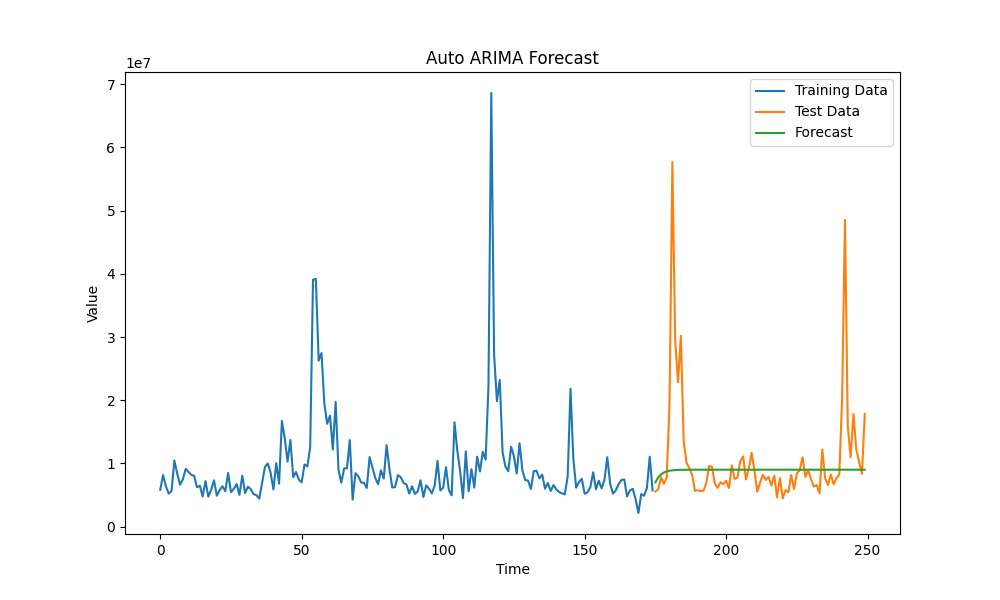 Auto ARIMA Forecast
1e7
7
6
5
4
3
2
1
0
Value
Training Data
Test Data
Forecast
0 50 100 150 200 250
Time